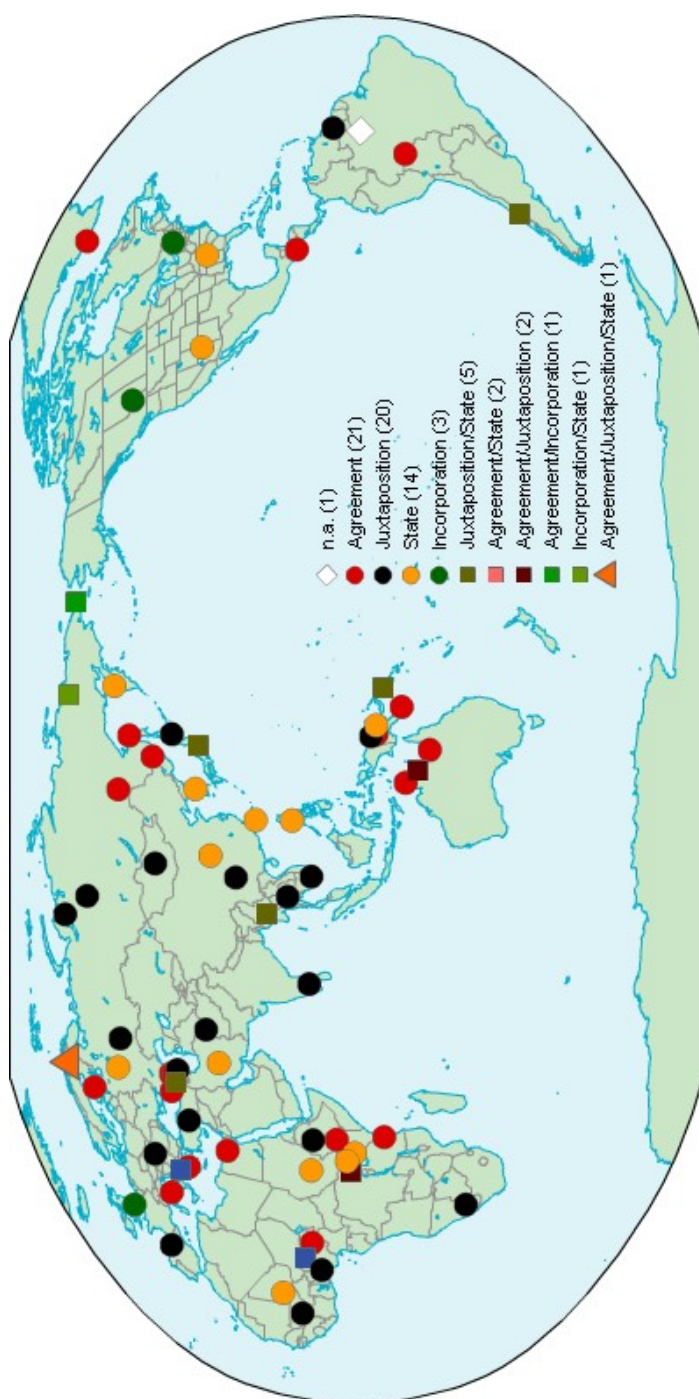 n.a. (1)
Agreement (21)
Juxtaposition (20)
State (14)
Incorporation (3)
Juxtaposition/State (5)
Agreement/State (2)
Agreement/Juxtaposition (2)
Agreement/Incorporation (1)
Incorporation/State (1)
Agreement/Juxtaposition/State (1)